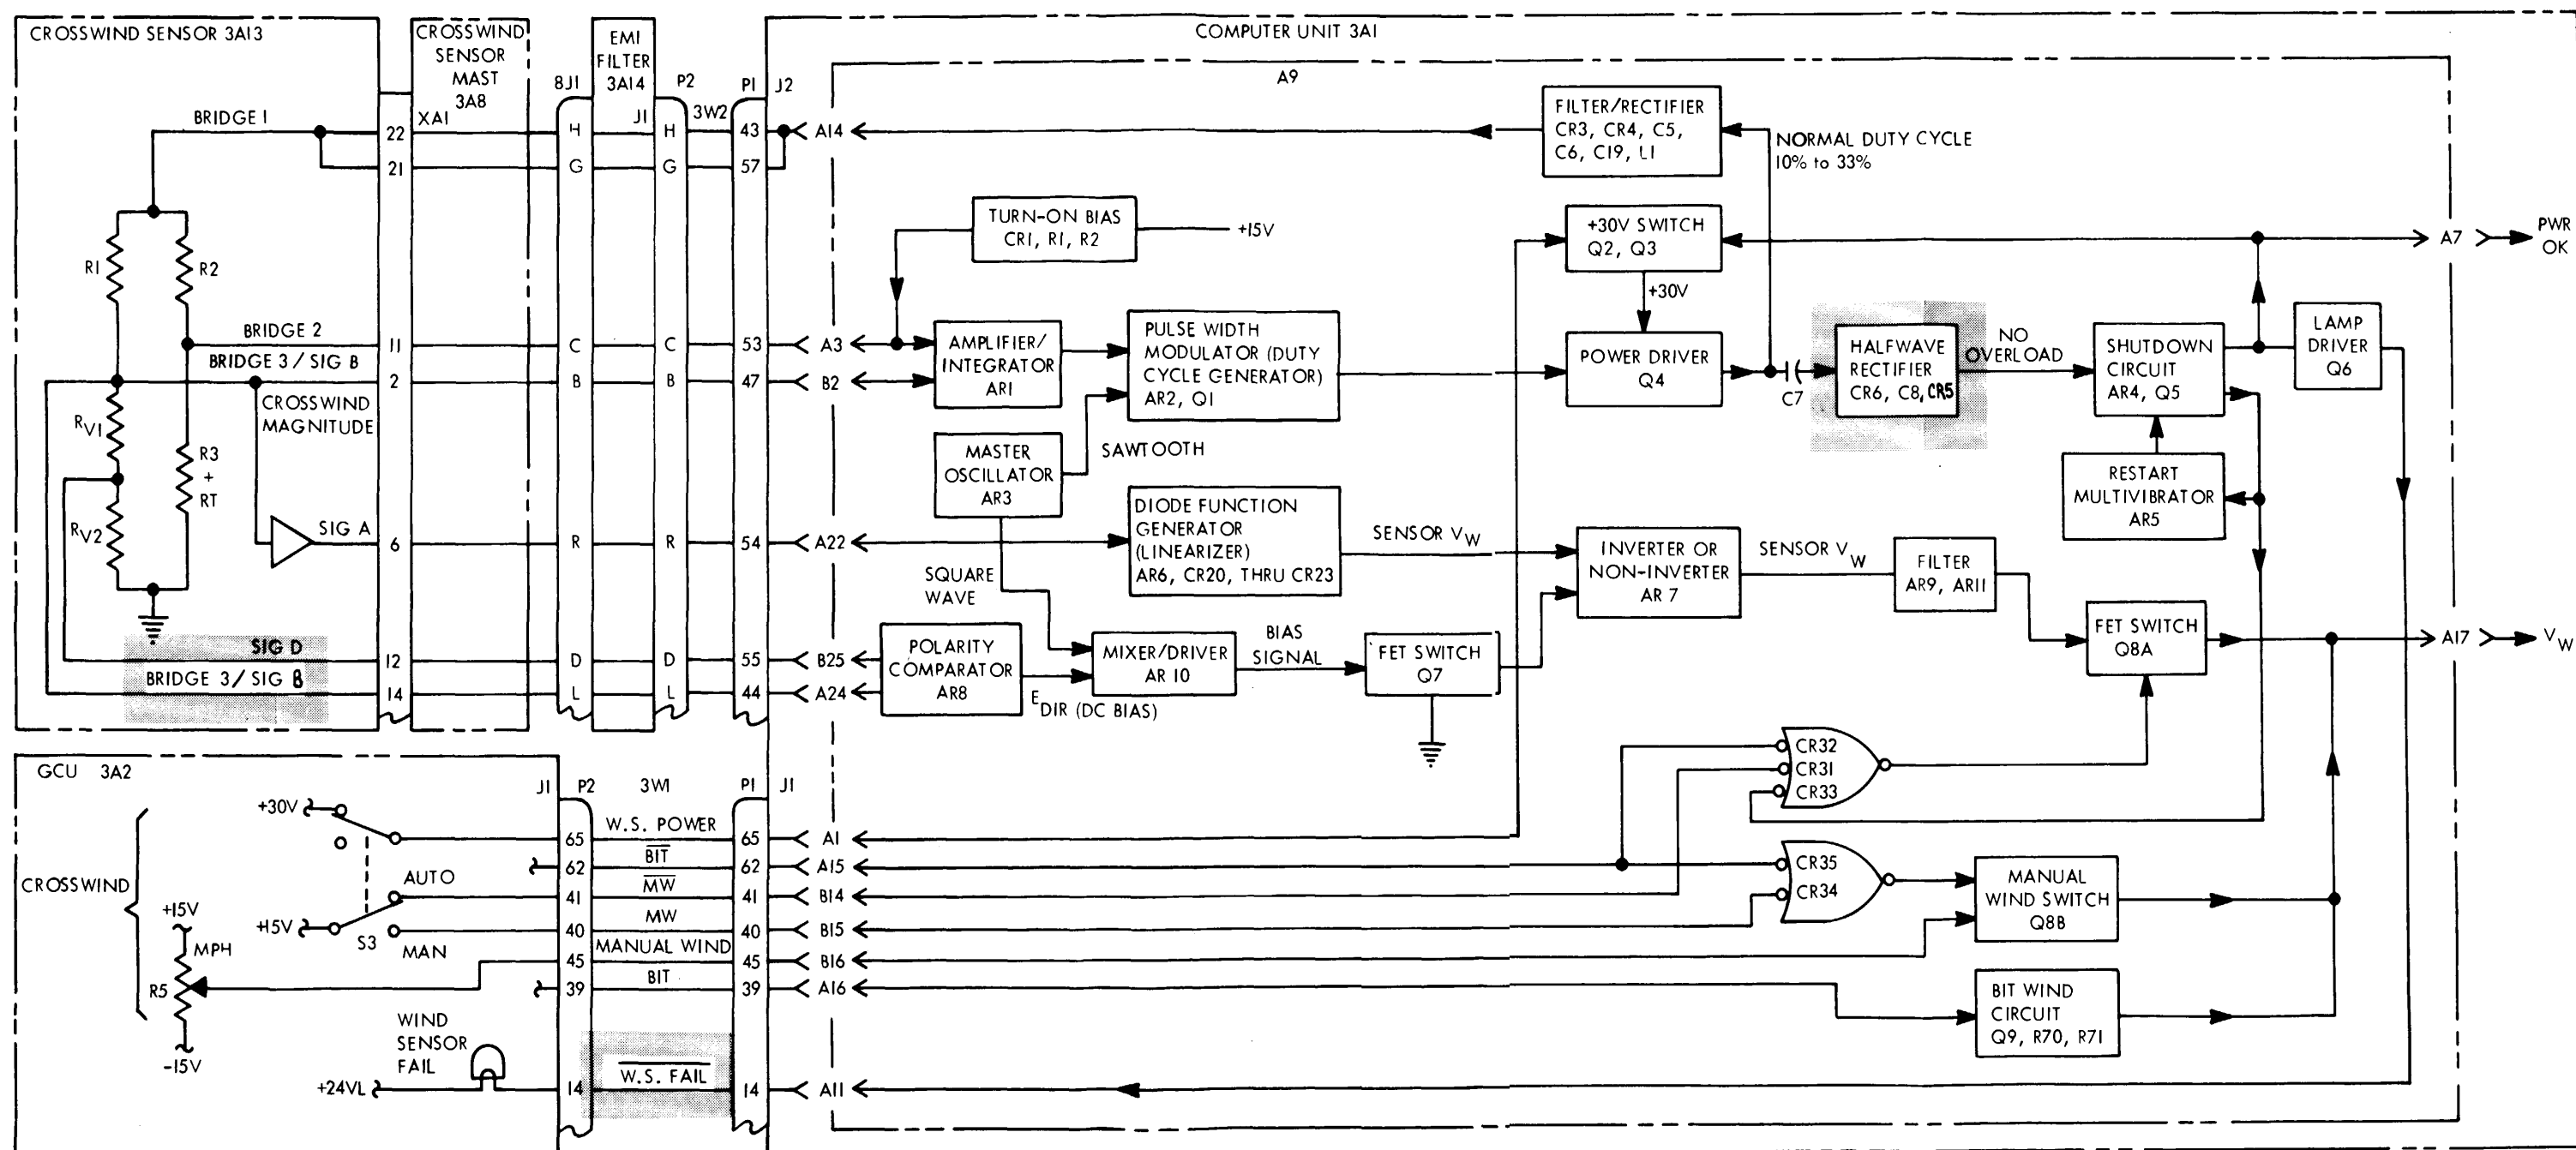 CROSSWIND SENSOR 3A13
CROSSWIND
SENSOR
MAST
3A8
EMI
FILTER
3A14
COMPUTER UNIT 3A1
A9
8J1
J1
P2
3W2
P1
J2
XA1
BRIDGE 1
22
H
H
43
A14
21
G
G
57
FILTER/RECTIFIER
CR3, CR4, C5,
C6, C19, L1
NORMAL DUTY CYCLE
10% to 33%
TURN-ON BIAS
CR1, R1, R2
+15V
+30V SWITCH
Q2, Q3
A7
PWR
OK
R1
R2
+30V
BRIDGE 2
11
C
C
53
A3
BRIDGE 3 / SIG B
2
B
B
47
B2
CROSSWIND
MAGNITUDE
AMPLIFIER/
INTEGRATOR
AR1
PULSE WIDTH
MODULATOR (DUTY
CYCLE GENERATOR)
AR2, Q1
POWER DRIVER
Q4
C7
HALFWAVE
RECTIFIER
CR6, C8, CR5
NO
OVERLOAD
SHUTDOWN
CIRCUIT
AR4, Q5
LAMP
DRIVER
Q6
RV1
R3
+
RT
RV2
MASTER
OSCILLATOR
AR3
SAWTOOTH
RESTART
MULTIVIBRATOR
AR5
SIG A
6
R
R
54
A22
DIODE FUNCTION
GENERATOR
(LINEARIZER)
AR6, CR20, THRU CR23
SENSOR VW
INVERTER OR
NON-INVERTER
AR 7
SENSOR VW
FILTER
AR9, AR11
SQUARE
WAVE
FET SWITCH
Q8A
A17
VW
SIG D
12
D
D
55
B25
BRIDGE 3/ SIG B
14
L
L
44
A24
POLARITY
COMPARATOR
AR8
EDIR (DC BIAS)
MIXER/DRIVER
AR 10
BIAS
SIGNAL
FET SWITCH
Q7
CR32
CR31
CR33
GCU 3A2
J1
P2
3W1
P1
J1
CROSSWIND
+30V
65
W.S. POWER
65
A1
62
BIT
62
A15
AUTO
41
MW
41
B14
+15V
S3
MAN
40
MW
40
B15
MANUAL WIND
45
45
B16
39
BIT
39
A16
+15V
MPH
R5
-15V
CR35
CR34
MANUAL
WIND SWITCH
Q8B
BIT WIND
CIRCUIT
Q9, R70, R71
WIND
SENSOR
FAIL
+24VL
14
W.S. FAIL
14
A11